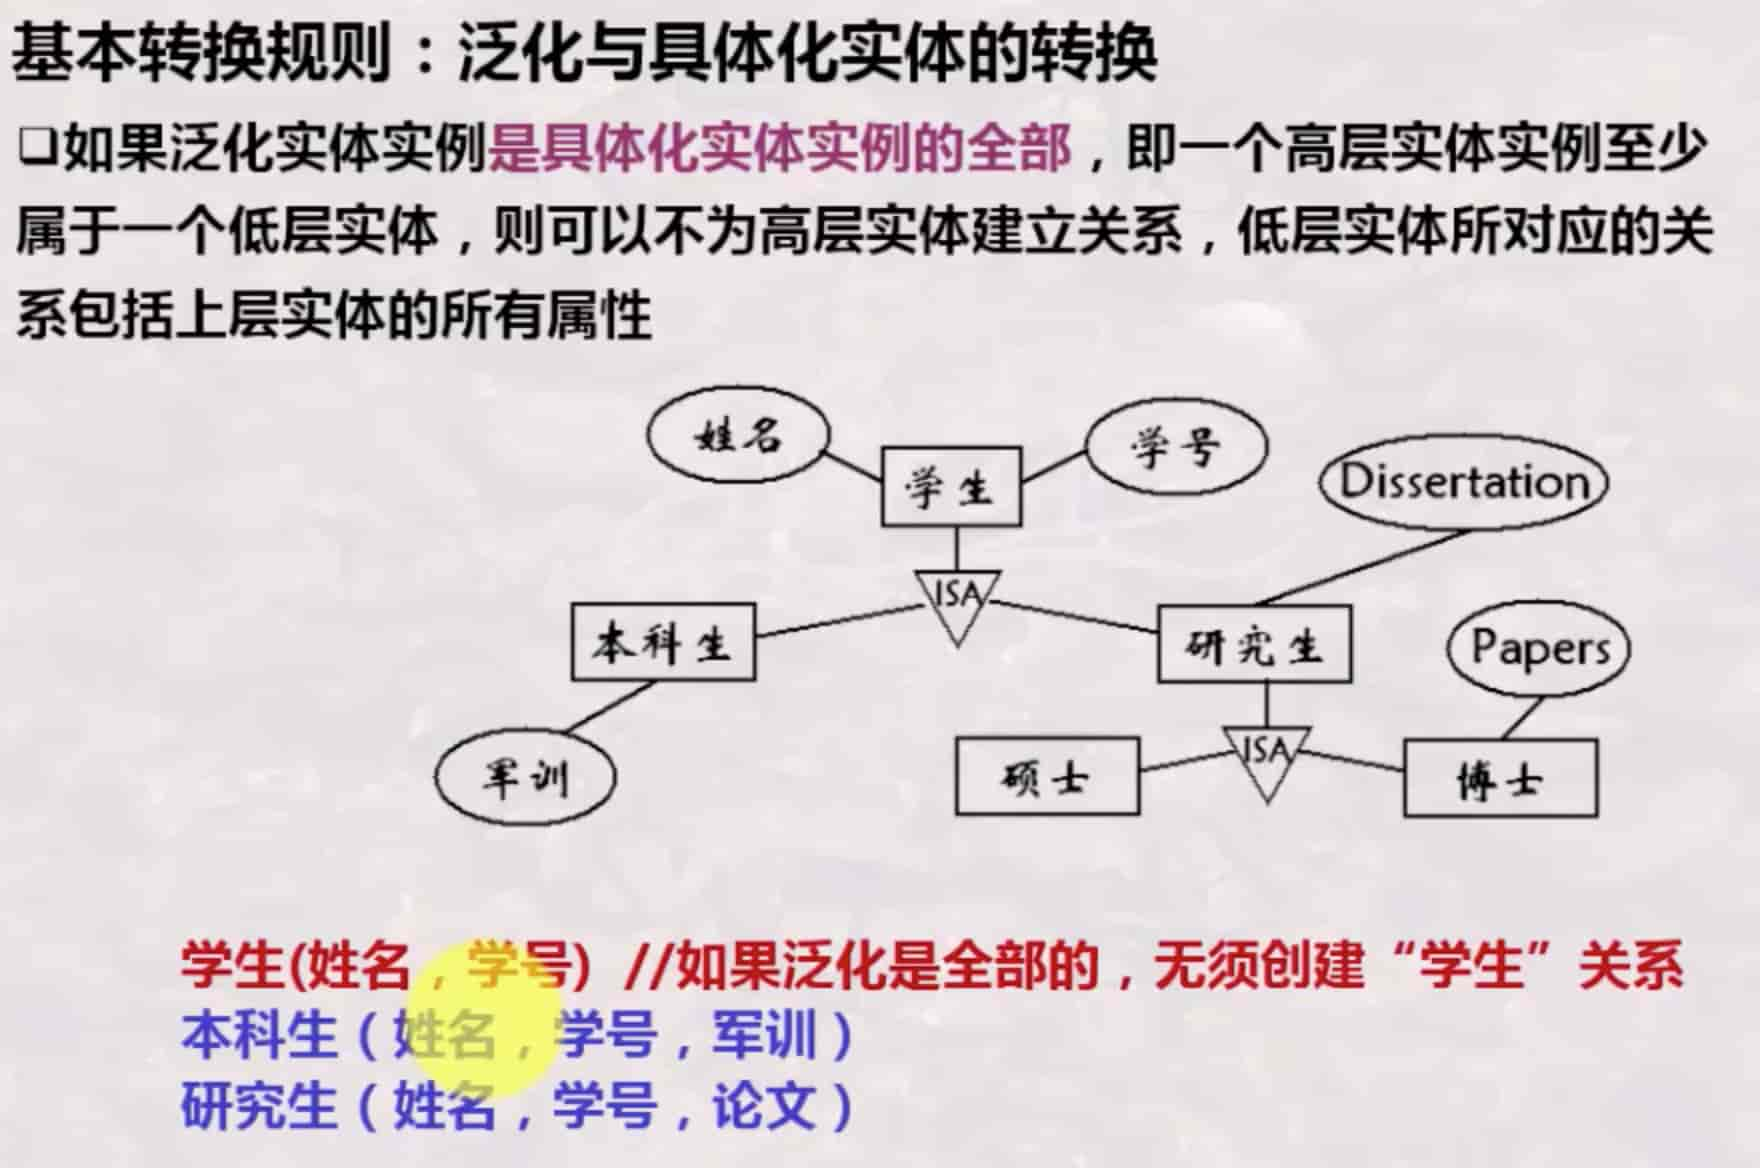 基本转换规则：泛化与具体化实体的转换
❑如果泛化实体实例是具体化实体实例的全部，即一个高层实体实例至少
属于一个低层实体，则可以不为高层实体建立关系，低层实体所对应的关
系包括上层实体的所有属性
姓名
学号
学生
Dissertation
ISA
本科生
研究生
Papers
军训
硕士
ISA
博士
学生(姓名，学号) //如果泛化是全部的，无须创建“学生”关系
本科生（姓名，学号，军训）
研究生（姓名，学号，论文）